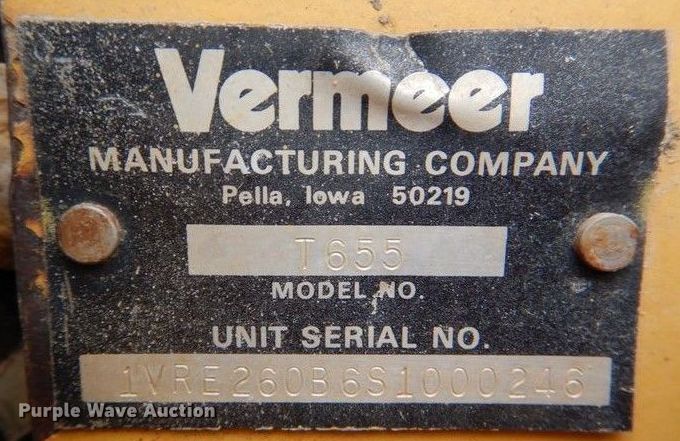 Vermeer
MANUFACTURING COMPANY
Pella, Iowa 50219
T655
MODEL NO.
UNIT SERIAL NO.
1VRE260B6S1000246
Purple Wave Auction